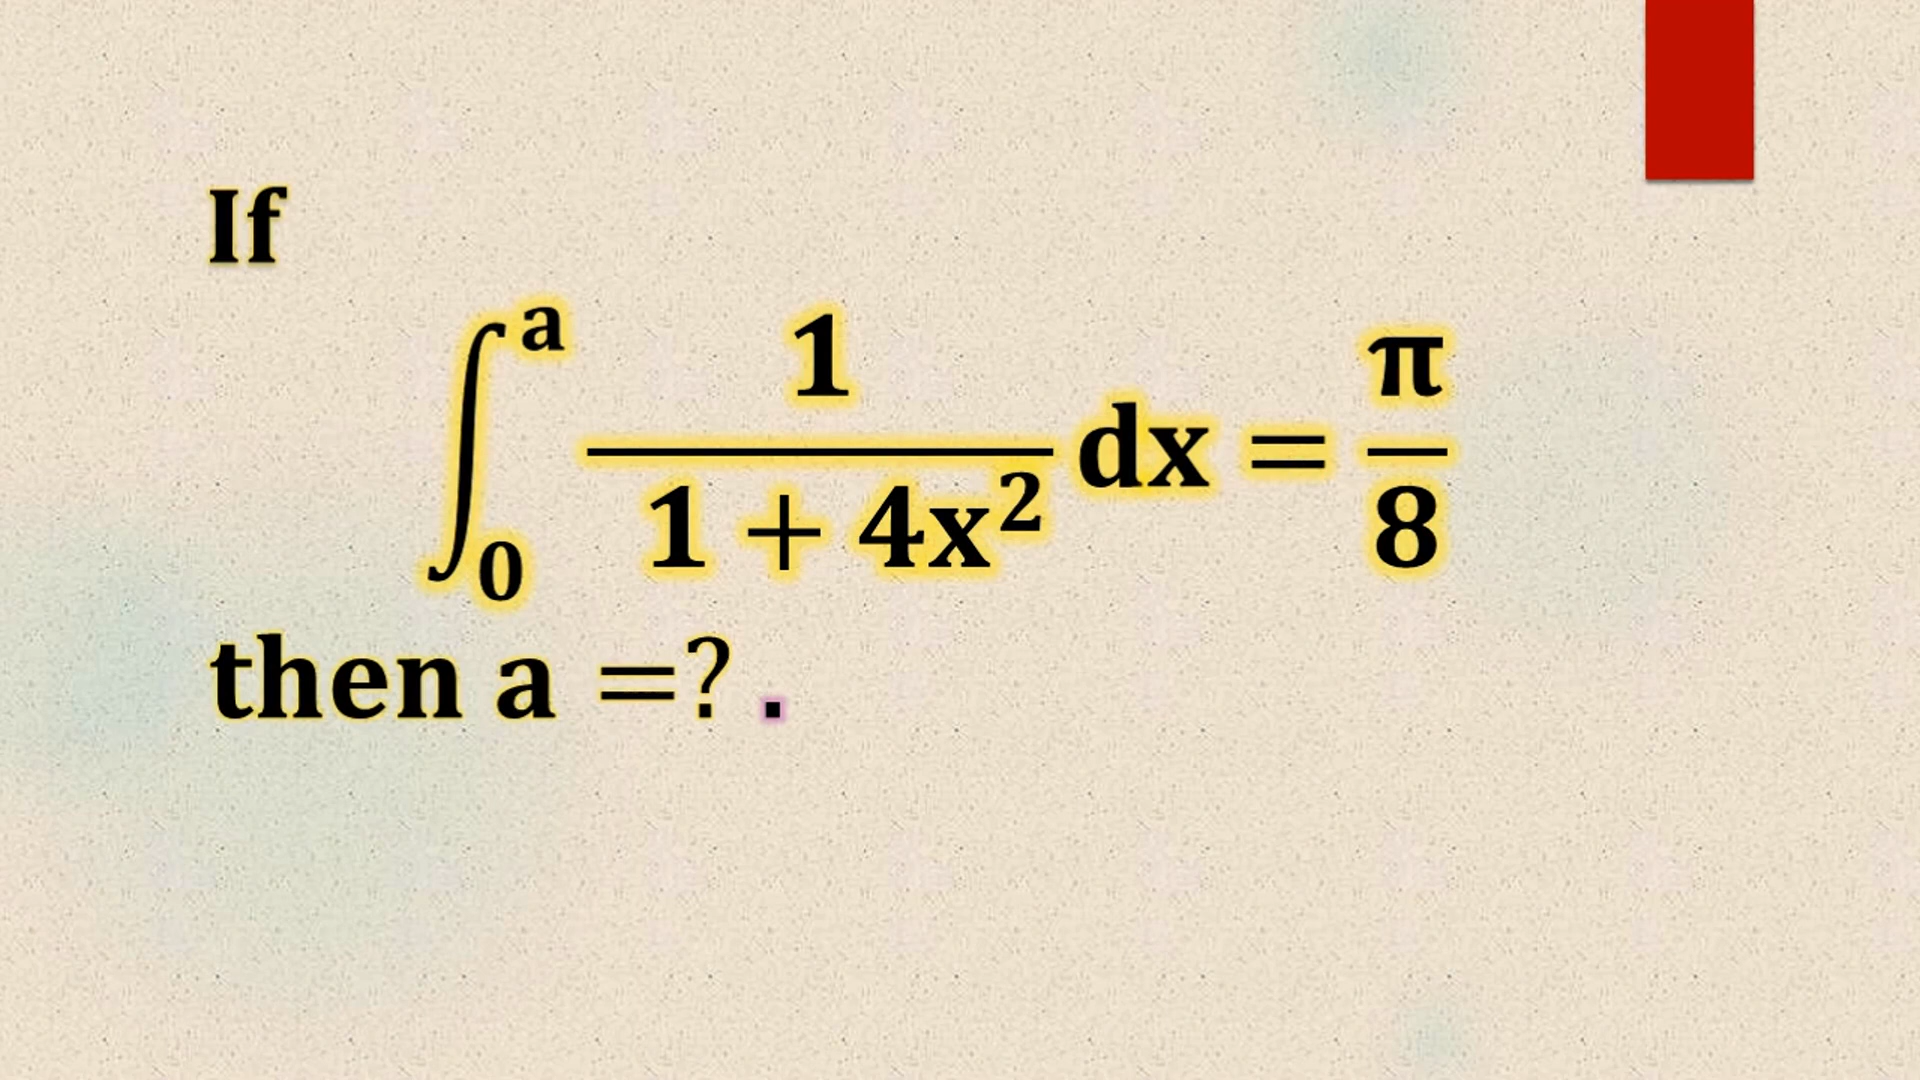 If
∫₀ᵃ 1/(1 + 4x²) dx = π/8
then a =? .